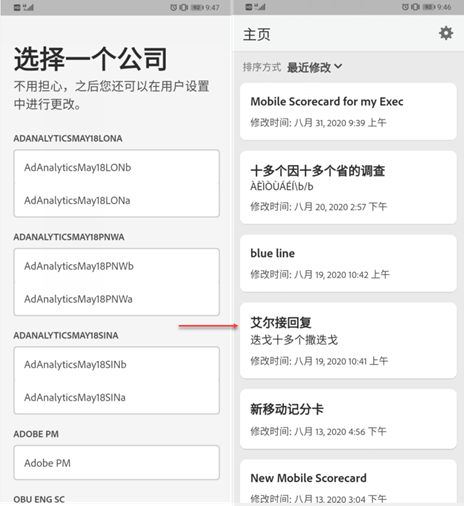 9:47
选择一个公司
不用担心，之后您还可以在用户设置
中进行更改。
ADANALYTICSMAY18LONA
AdAnalyticsMay18LONb
AdAnalyticsMay18LONa
ADANALYTICSMAY18PNWA
AdAnalyticsMay18PNWb
AdAnalyticsMay18PNWa
ADANALYTICSMAY18SINA
AdAnalyticsMay18SINb
AdAnalyticsMay18SINa
ADOBE PM
Adobe PM
OBU ENG SC
9:46
主页
排序方式 最近修改
Mobile Scorecard for my Exec
修改时间: 八月 31, 2020 9:39 上午
十多个因十多个省的调查
ÀÈÌÒÙÁÉÍ\b/b
修改时间: 八月 20, 2020 2:57 下午
blue line
修改时间: 八月 19, 2020 10:42 上午
艾尔接回复
迭戈十多个撒迭戈
修改时间: 八月 19, 2020 10:41 上午
新移动记分卡
修改时间: 八月 13, 2020 4:56 下午
New Mobile Scorecard
修改时间: 八月 13, 2020 3:04 下午